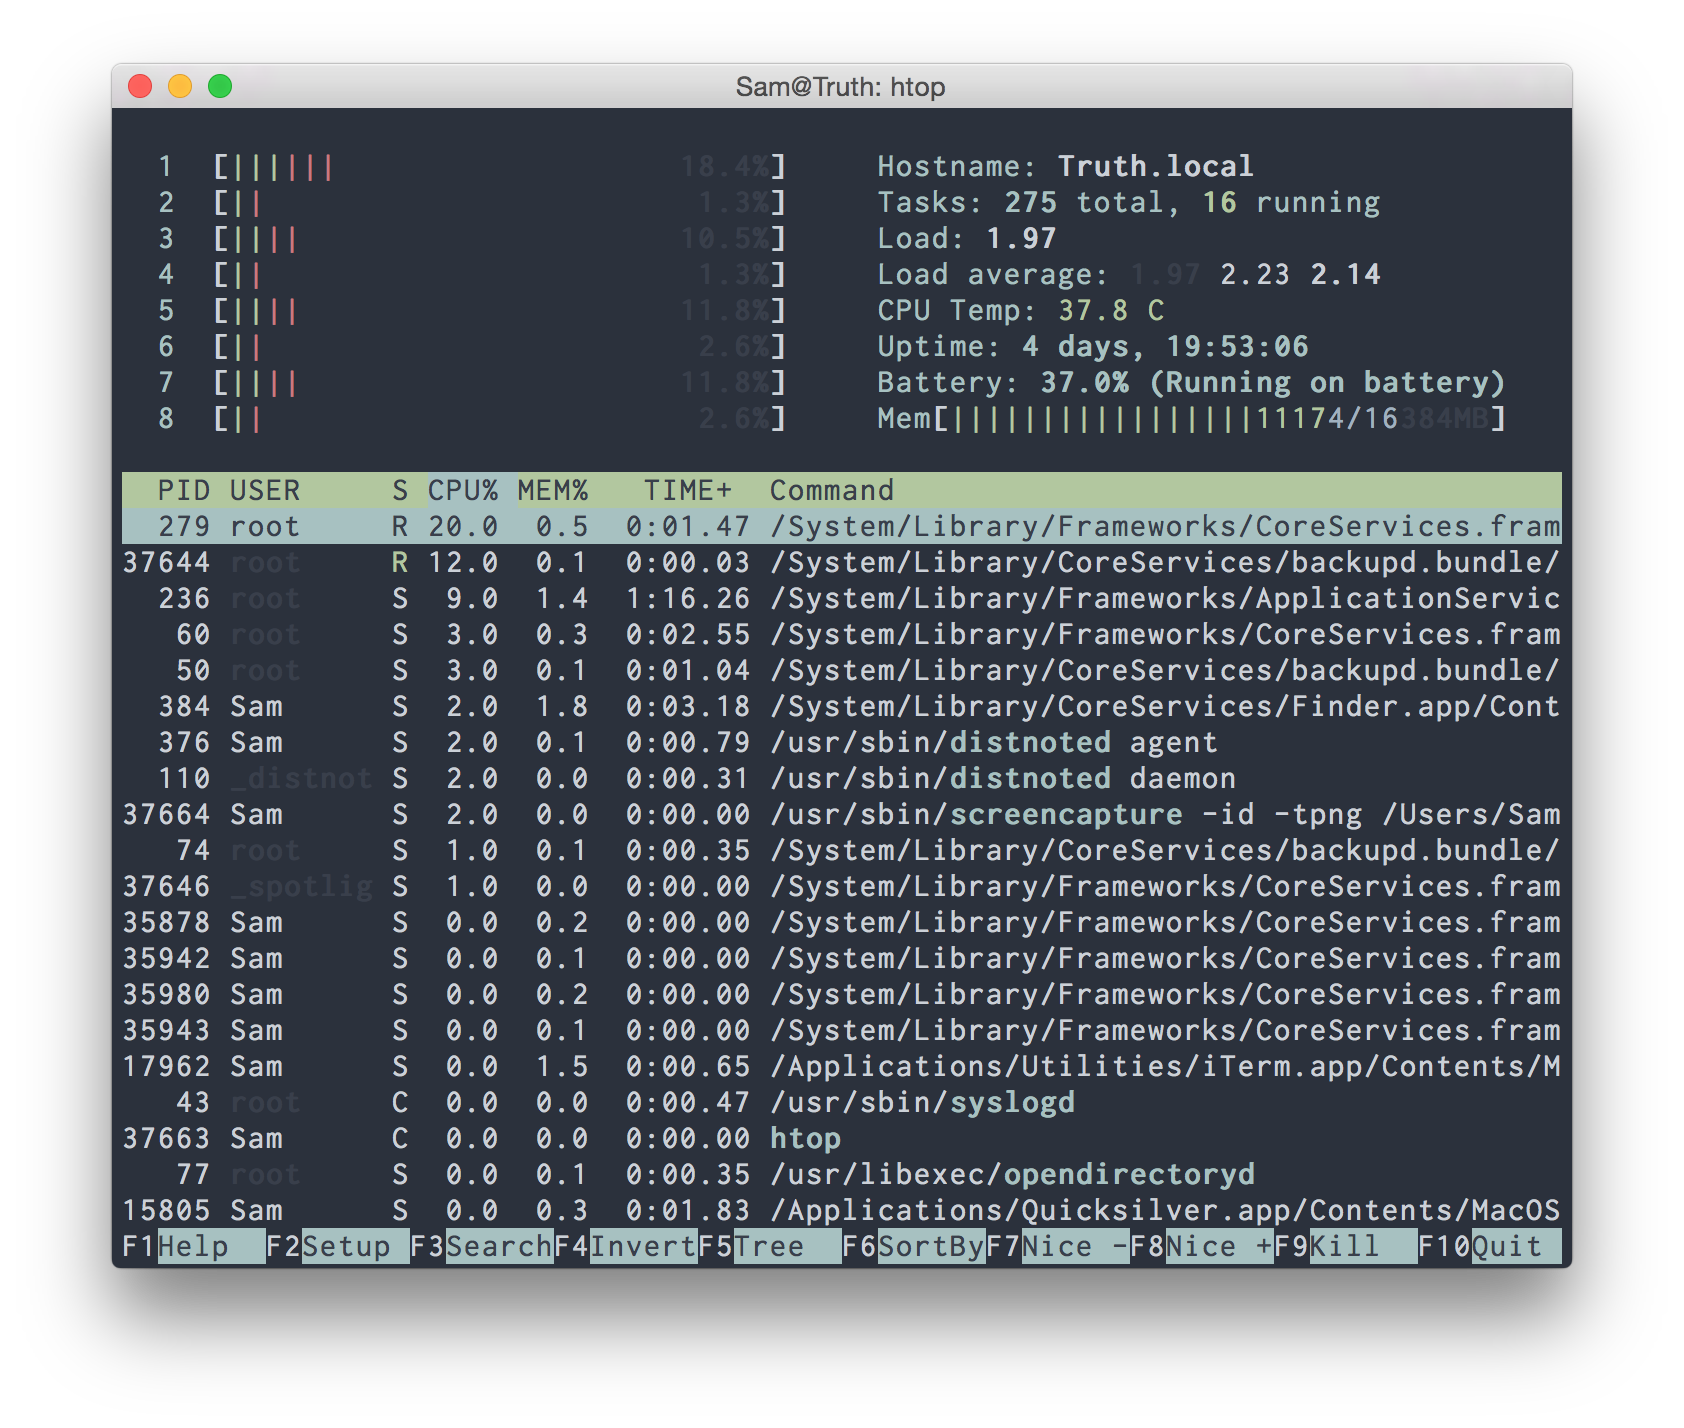 Sam@Truth: htop
1 [|||||| 18.4%] Hostname: Truth.local
2 [|| 1.3%] Tasks: 275 total, 16 running
3 [|||| 10.5%] Load: 1.97
4 [|| 1.3%] Load average: 1.97 2.23 2.14
5 [|||| 11.8%] CPU Temp: 37.8 C
6 [|| 2.6%] Uptime: 4 days, 19:53:06
7 [|||| 11.8%] Battery: 37.0% (Running on battery)
8 [|| 2.6%] Mem[|||||||||||||||||11174/16384MB]
PID USER S CPU% MEM% TIME+ Command
279 root R 20.0 0.5 0:01.47 /System/Library/Frameworks/CoreServices.fram
37644 root R 12.0 0.1 0:00.03 /System/Library/CoreServices/backupd.bundle/
236 root S 9.0 1.4 1:16.26 /System/Library/Frameworks/ApplicationServic
60 root S 3.0 0.3 0:02.55 /System/Library/Frameworks/CoreServices.fram
50 root S 3.0 0.1 0:01.04 /System/Library/CoreServices/backupd.bundle/
384 Sam S 2.0 1.8 0:03.18 /System/Library/CoreServices/Finder.app/Cont
376 Sam S 2.0 0.1 0:00.79 /usr/sbin/distnoted agent
110 _distnot S 2.0 0.0 0:00.31 /usr/sbin/distnoted daemon
37664 Sam S 2.0 0.0 0:00.00 /usr/sbin/screencapture -id -tpng /Users/Sam
74 root S 1.0 0.1 0:00.35 /System/Library/CoreServices/backupd.bundle/
37646 _spotlig S 1.0 0.0 0:00.00 /System/Library/Frameworks/CoreServices.fram
35878 Sam S 0.0 0.2 0:00.00 /System/Library/Frameworks/CoreServices.fram
35942 Sam S 0.0 0.1 0:00.00 /System/Library/Frameworks/CoreServices.fram
35980 Sam S 0.0 0.2 0:00.00 /System/Library/Frameworks/CoreServices.fram
35943 Sam S 0.0 0.1 0:00.00 /System/Library/Frameworks/CoreServices.fram
17962 Sam S 0.0 1.5 0:00.65 /Applications/Utilities/iTerm.app/Contents/M
43 root C 0.0 0.0 0:00.47 /usr/sbin/syslogd
37663 Sam C 0.0 0.0 0:00.00 htop
77 root S 0.0 0.1 0:00.35 /usr/libexec/opendirectoryd
15805 Sam S 0.0 0.3 0:01.83 /Applications/Quicksilver.app/Contents/MacOS
F1Help F2Setup F3SearchF4InvertF5Tree F6SortByF7Nice -F8Nice +F9Kill F10Quit